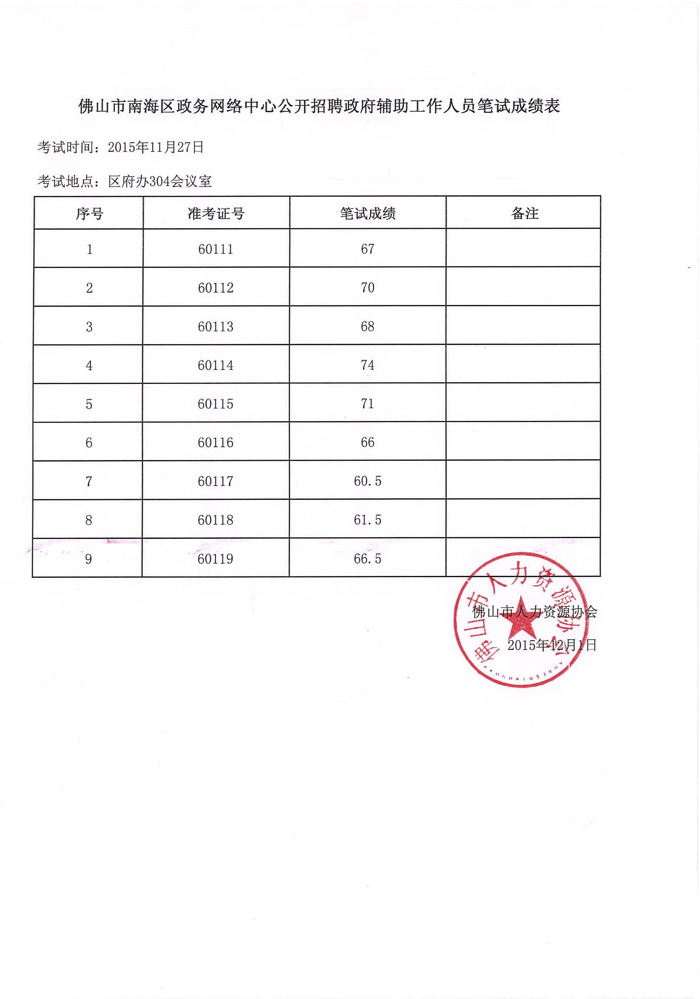 佛山市南海区政务网络中心公开招聘政府辅助工作人员笔试成绩表
考试时间：2015年11月27日
考试地点：区府办304会议室
序号 准考证号 笔试成绩 备注
1 60111 67
2 60112 70
3 60113 68
4 60114 74
5 60115 71
6 60116 66
7 60117 60.5
8 60118 61.5
9 60119 66.5
佛山市人力资源协会
佛山市人力资源协会
2015年12月1日